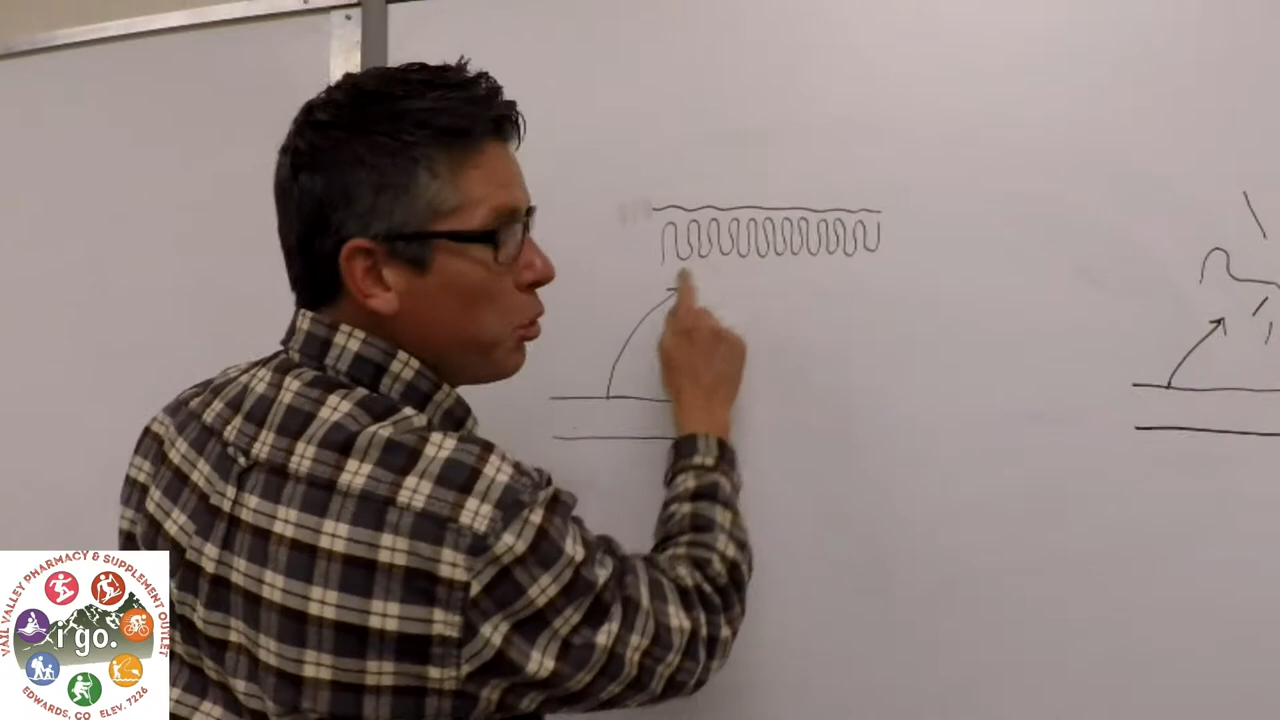 VAIL VALLEY PHARMACY & SUPPLEMENT OUTLET
i go.
EDWARDS, CO ELEV. 7226